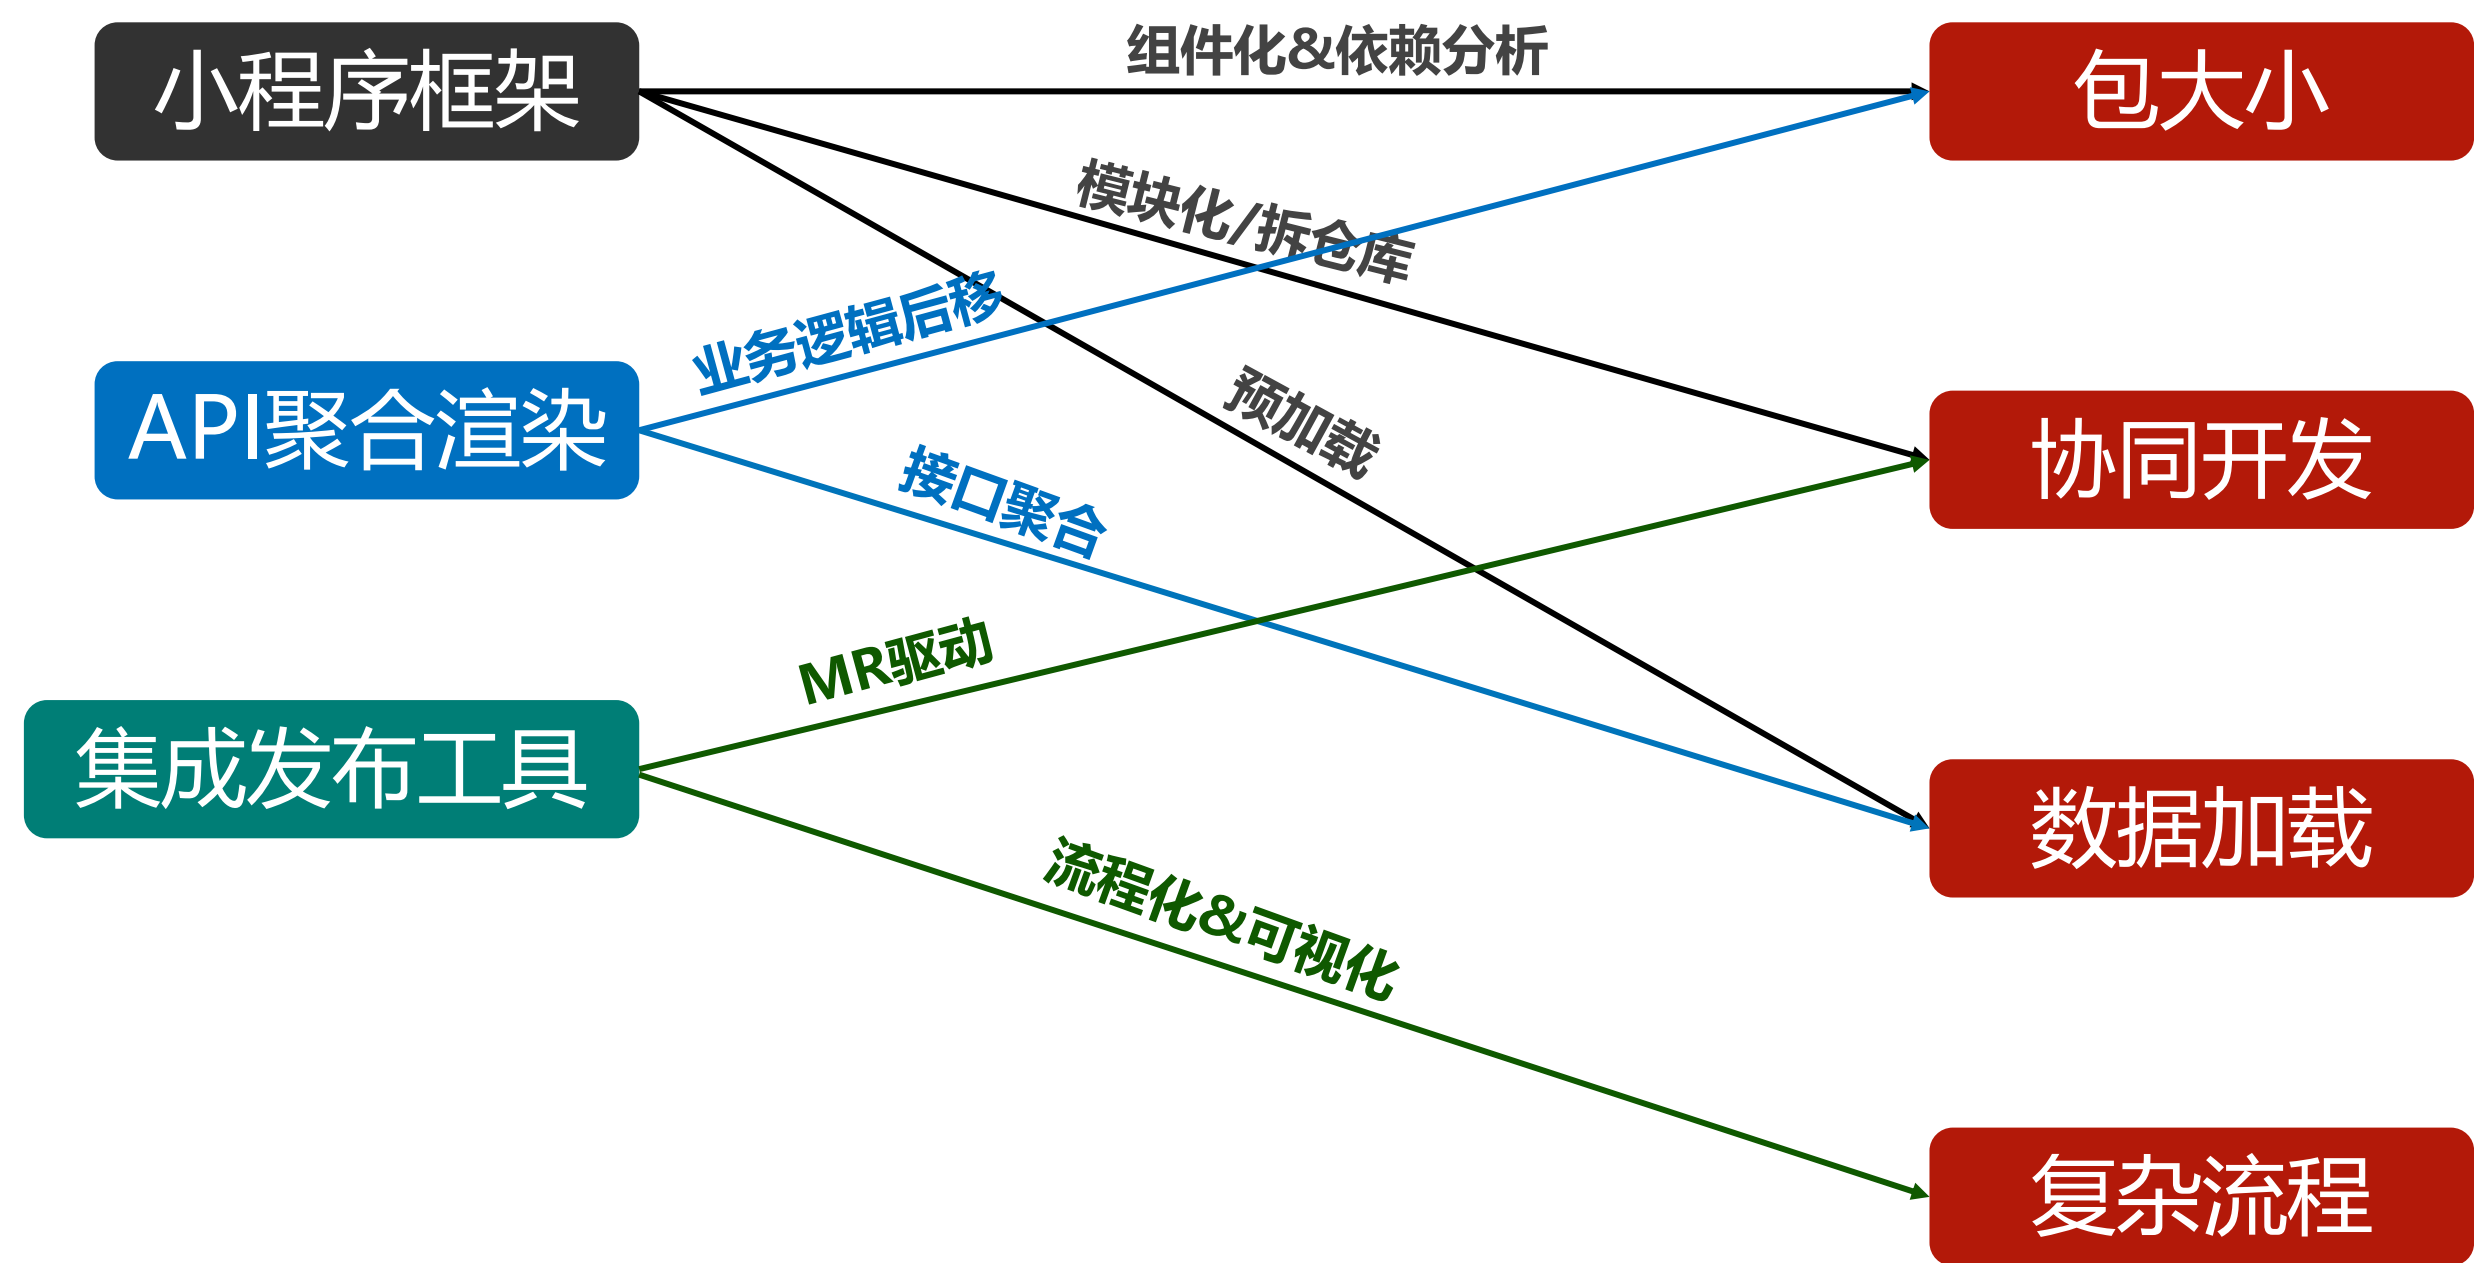 小程序框架
组件化&依赖分析
包大小
模块化/拆仓库
业务逻辑后移
预加载
API聚合渲染
接口聚合
协同开发
MR驱动
集成发布工具
数据加载
流程化&可视化
复杂流程